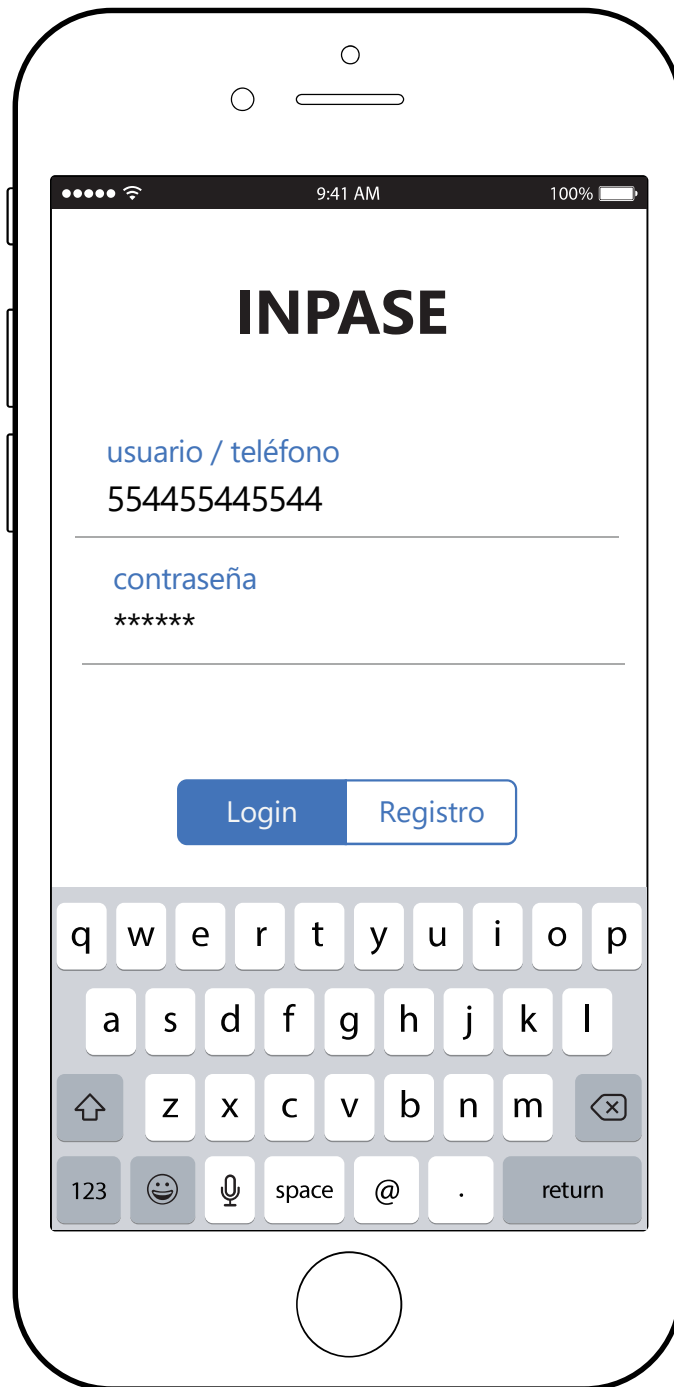 9:41 AM 100%
INPASE
usuario / teléfono
554455445544
contraseña
******
Login Registro
q w e r t y u i o p
a s d f g h j k l
z x c v b n m
123 space @ . return